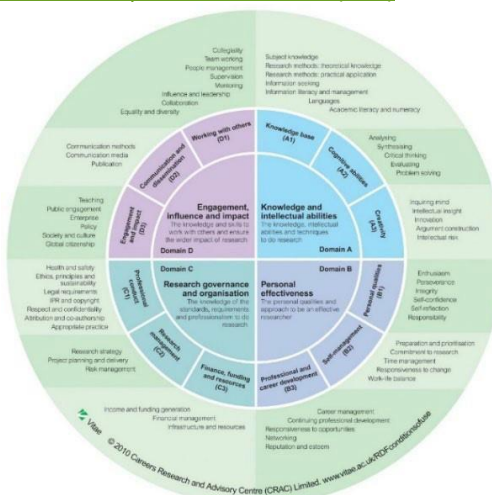 Subject knowledge
Research methods: theoretical knowledge
Research methods: practical application
Information seeking
Information literacy and management
Languages
Academic literacy and numeracy
Analysing
Synthesising
Critical thinking
Evaluating
Problem solving
Inquiring mind
Intellectual insight
Innovation
Argument construction
Intellectual risk
Enthusiasm
Perseverance
Integrity
Self-confidence
Self-reflection
Responsibility
Preparation and prioritisation
Commitment to research
Time management
Responsiveness to change
Work-life balance
Career management
Continuing professional development
Responsiveness to opportunities
Networking
Reputation and esteem
Income and funding generation
Financial management
Infrastructure and resources
Research strategy
Project planning and delivery
Risk management
Health and safety
Ethics, principles and
sustainability
Legal requirements
IPR and copyright
Respect and confidentiality
Attribution and co-authorship
Appropriate practice
Teaching
Public engagement
Enterprise
Policy
Society and culture
Global citizenship
Communication methods
Communication media
Publication
Collegiality
Team working
People management
Supervision
Mentoring
Influence and leadership
Collaboration
Equality and diversity
Knowledge base
(A1)
Cognitive abilities
(A2)
Creativity
(A3)
Personal qualities
(B1)
Self-management
(B2)
Professional and
career development
(B3)
Finance, funding
and resources
(C3)
Research
management
(C2)
Professional
conduct
(C1)
Engagement
and impact
(D3)
Communication and
dissemination
(D2)
Working with others
(D1)
Engagement,
influence and impact
The knowledge and skills to
work with others and ensure
the wider impact of research
Domain D
Knowledge and
intellectual abilities
The knowledge, intellectual
abilities and techniques
to do research
Domain A
Domain C
Research governance
and organisation
The knowledge of the
standards, requirements
and professionalism to do
research
Domain B
Personal
effectiveness
The personal qualities and
approach to be an effective
researcher
Vitae
© 2010 Careers Research and Advisory Centre (CRAC) Limited. www.vitae.ac.uk/RDFconditionsofuse